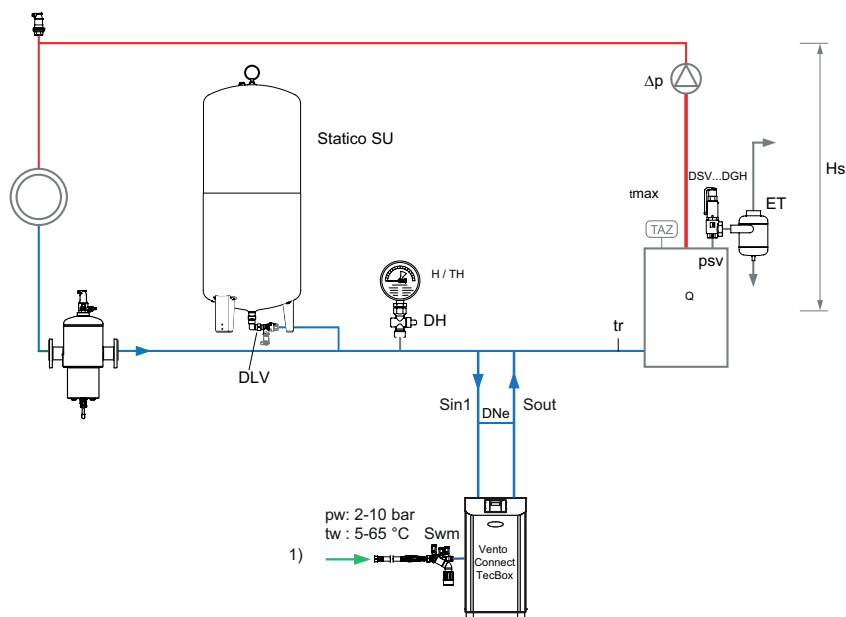 Δp
Statico SU
Hs
DSV...DGH
tmax
ET
TAZ
psv
H / TH
Q
DH
tr
DLV
Sin1
Sout
DNe
pw: 2-10 bar
tw : 5-65 °C
Swm
1)
Vento
Connect
TecBox